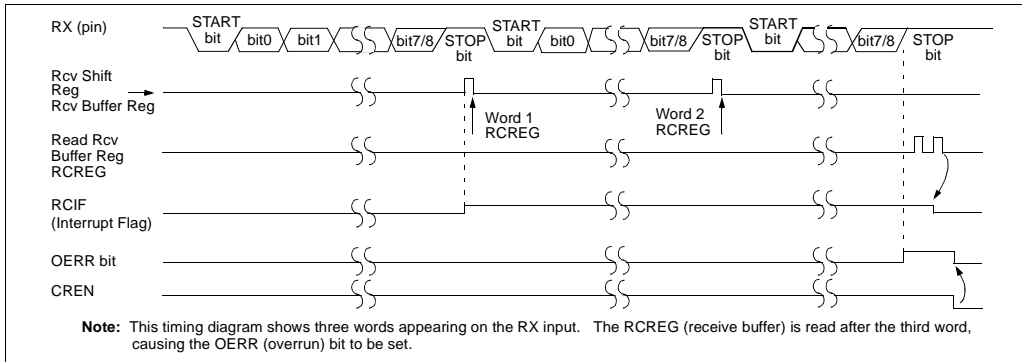 RX (pin)
START
bit
bit0
bit1
bit7/8
STOP
bit
START
bit
bit0
bit7/8
STOP
bit
START
bit
bit7/8
STOP
bit
Rcv Shift
Reg
Rcv Buffer Reg
Word 1
RCREG
Word 2
RCREG
Read Rcv
Buffer Reg
RCREG
RCIF
(Interrupt Flag)
OERR bit
CREN
Note: This timing diagram shows three words appearing on the RX input. The RCREG (receive buffer) is read after the third word,
causing the OERR (overrun) bit to be set.